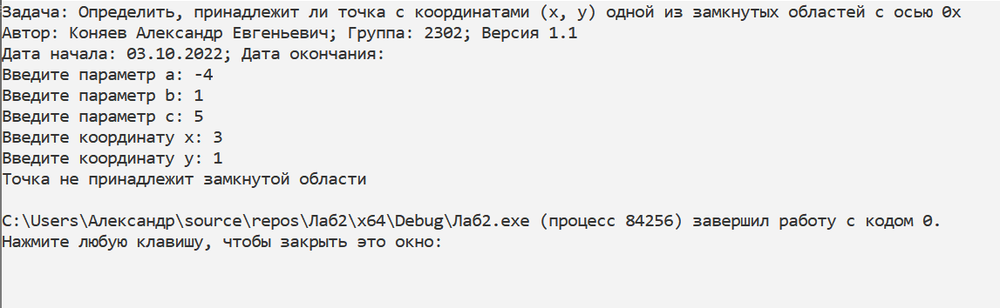 Задача: Определить, принадлежит ли точка с координатами (x, y) одной из замкнутых областей с осью 0x
Автор: Коняев Александр Евгеньевич; Группа: 2302; Версия 1.1
Дата начала: 03.10.2022; Дата окончания:
Введите параметр a: -4
Введите параметр b: 1
Введите параметр c: 5
Введите координату x: 3
Введите координату y: 1
Точка не принадлежит замкнутой области
C:\Users\Александр\source\repos\Лаб2\x64\Debug\Лаб2.exe (процесс 84256) завершил работу с кодом 0.
Нажмите любую клавишу, чтобы закрыть это окно: